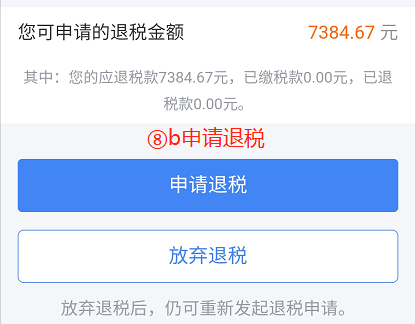 您可申请的退税金额 7384.67 元
其中：您的应退税款7384.67元，已缴税款0.00元，已退
税款0.00元。
⑧b申请退税
申请退税
放弃退税
放弃退税后，仍可重新发起退税申请。